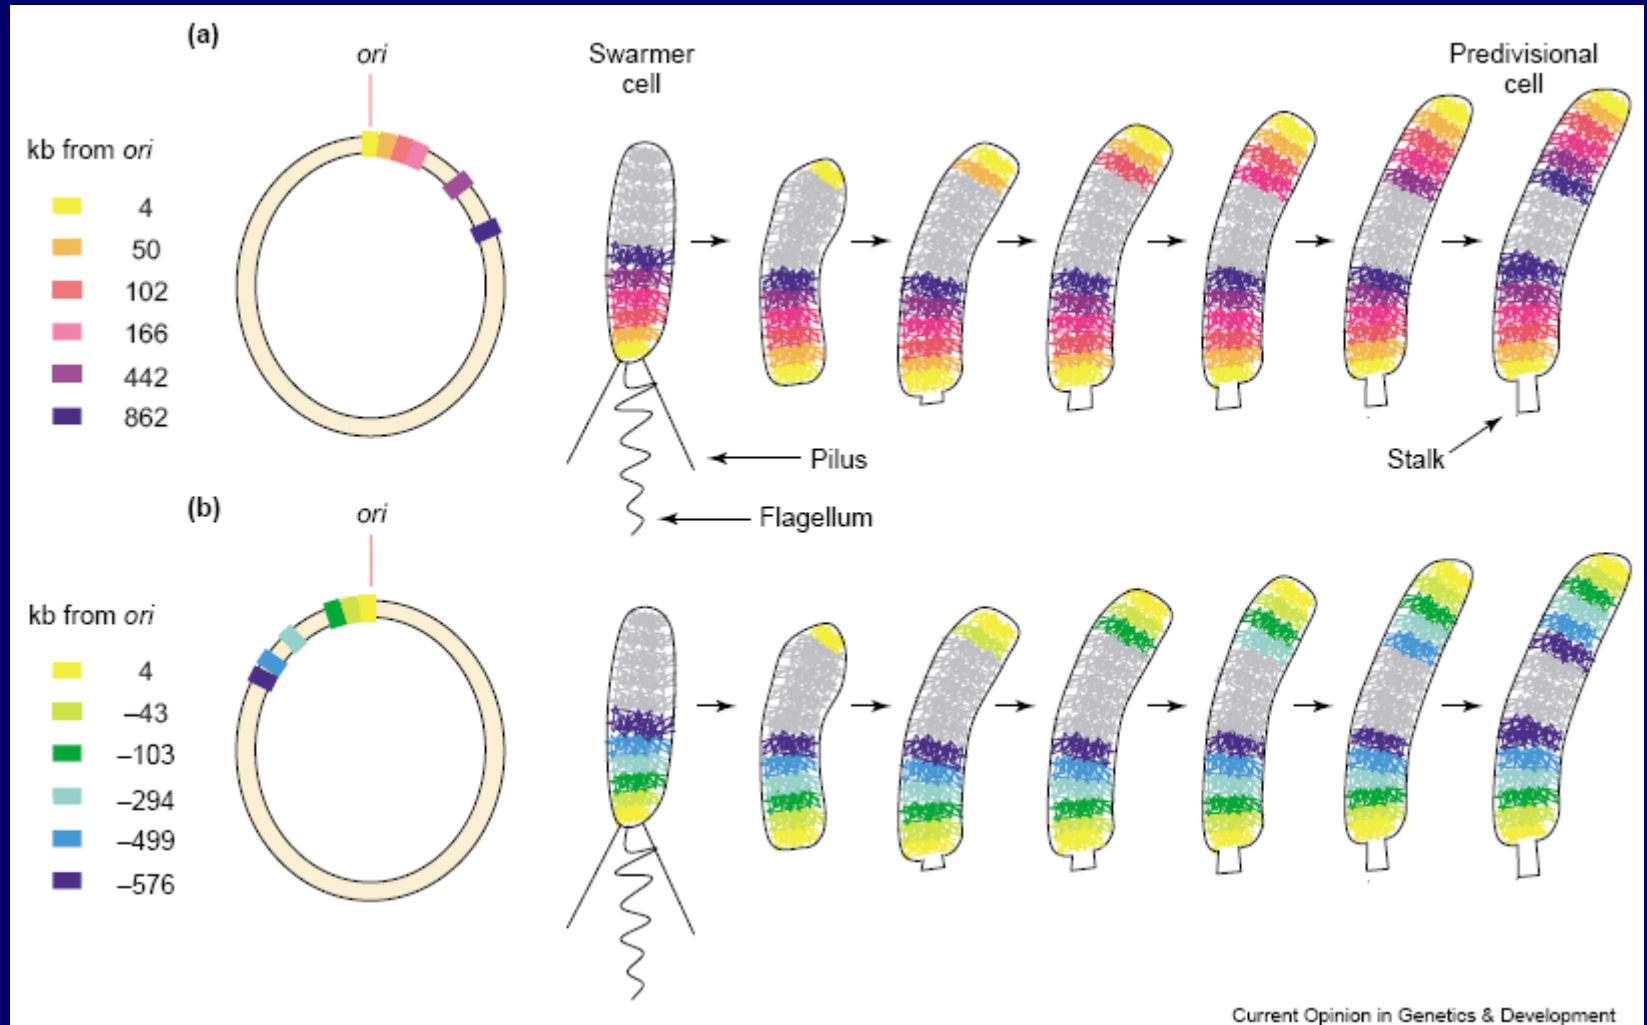 (a)
ori
Swarmer
cell
Predivisional
cell
kb from ori
4
50
102
166
442
862
Pilus
Stalk
Flagellum
(b)
ori
kb from ori
4
–43
–103
–294
–499
–576
Current Opinion in Genetics & Development